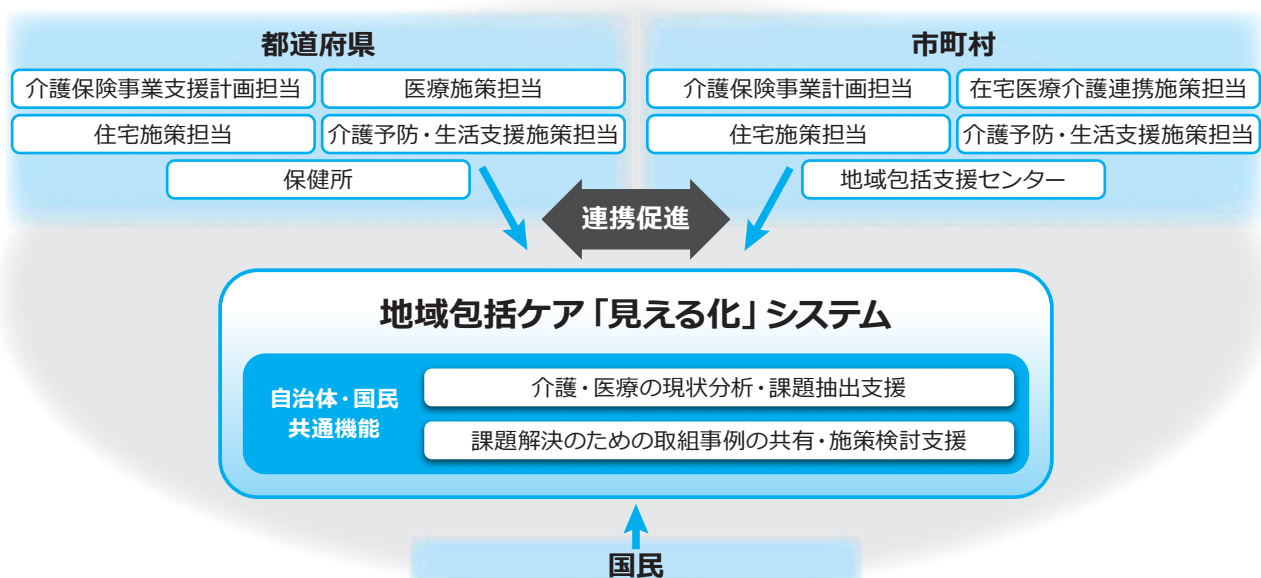 都道府県
介護保険事業支援計画担当
医療施策担当
住宅施策担当
介護予防・生活支援施策担当
保健所
市町村
介護保険事業計画担当
在宅医療介護連携施策担当
住宅施策担当
介護予防・生活支援施策担当
地域包括支援センター
連携促進
地域包括ケア「見える化」システム
自治体・国民
共通機能
介護・医療の現状分析・課題抽出支援
課題解決のための取組事例の共有・施策検討支援
国民